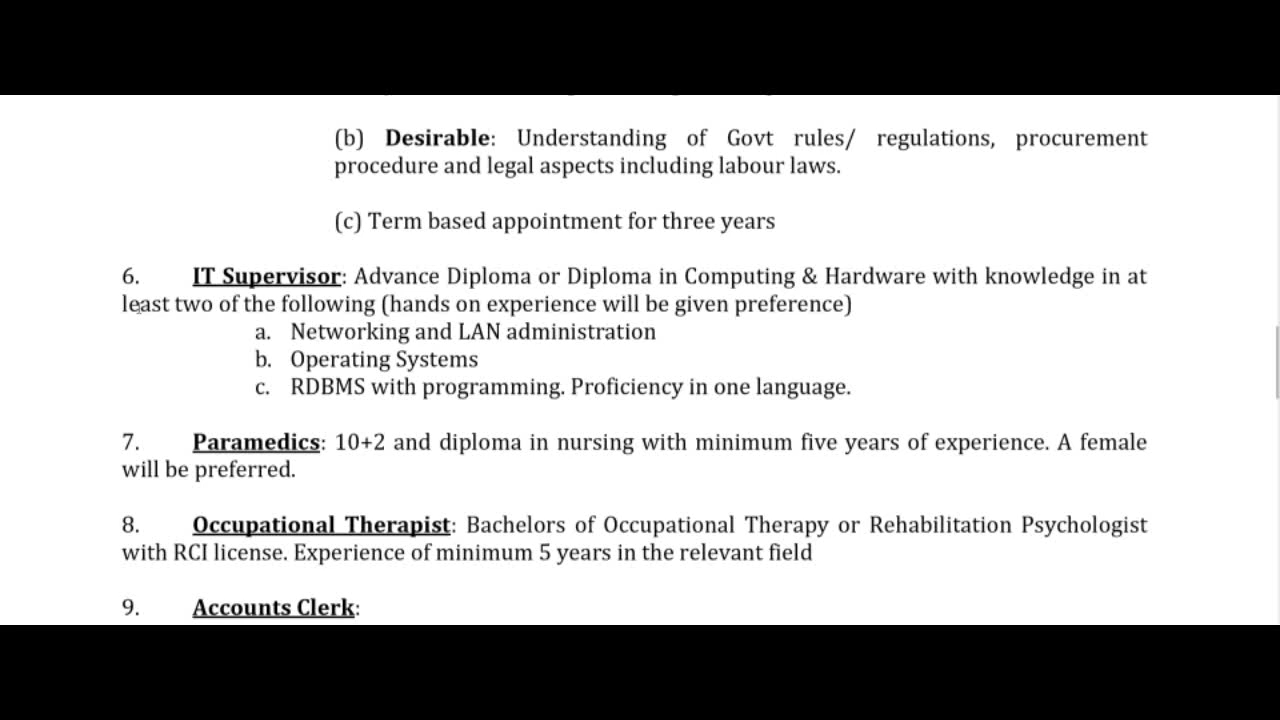 (b) Desirable: Understanding of Govt rules/ regulations, procurement
procedure and legal aspects including labour laws.
(c) Term based appointment for three years
6. IT Supervisor: Advance Diploma or Diploma in Computing & Hardware with knowledge in at
least two of the following (hands on experience will be given preference)
a. Networking and LAN administration
b. Operating Systems
c. RDBMS with programming. Proficiency in one language.
7. Paramedics: 10+2 and diploma in nursing with minimum five years of experience. A female
will be preferred.
8. Occupational Therapist: Bachelors of Occupational Therapy or Rehabilitation Psychologist
with RCI license. Experience of minimum 5 years in the relevant field
9. Accounts Clerk: